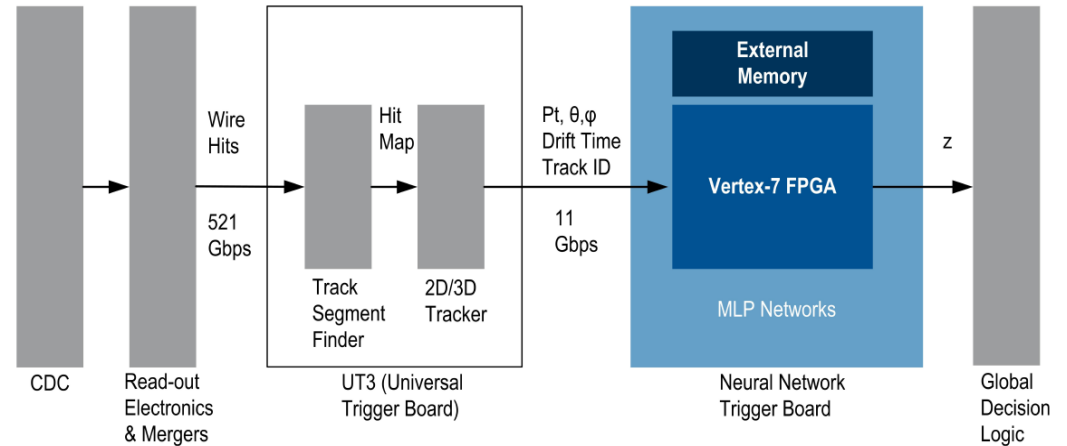 External
Memory
Wire
Hits
Hit
Map
Pt, θ,φ
Drift Time
Track ID
z
Vertex-7 FPGA
521
Gbps
11
Gbps
Track
Segment
Finder
2D/3D
Tracker
MLP Networks
CDC
Read-out
Electronics
& Mergers
UT3 (Universal
Trigger Board)
Neural Network
Trigger Board
Global
Decision
Logic